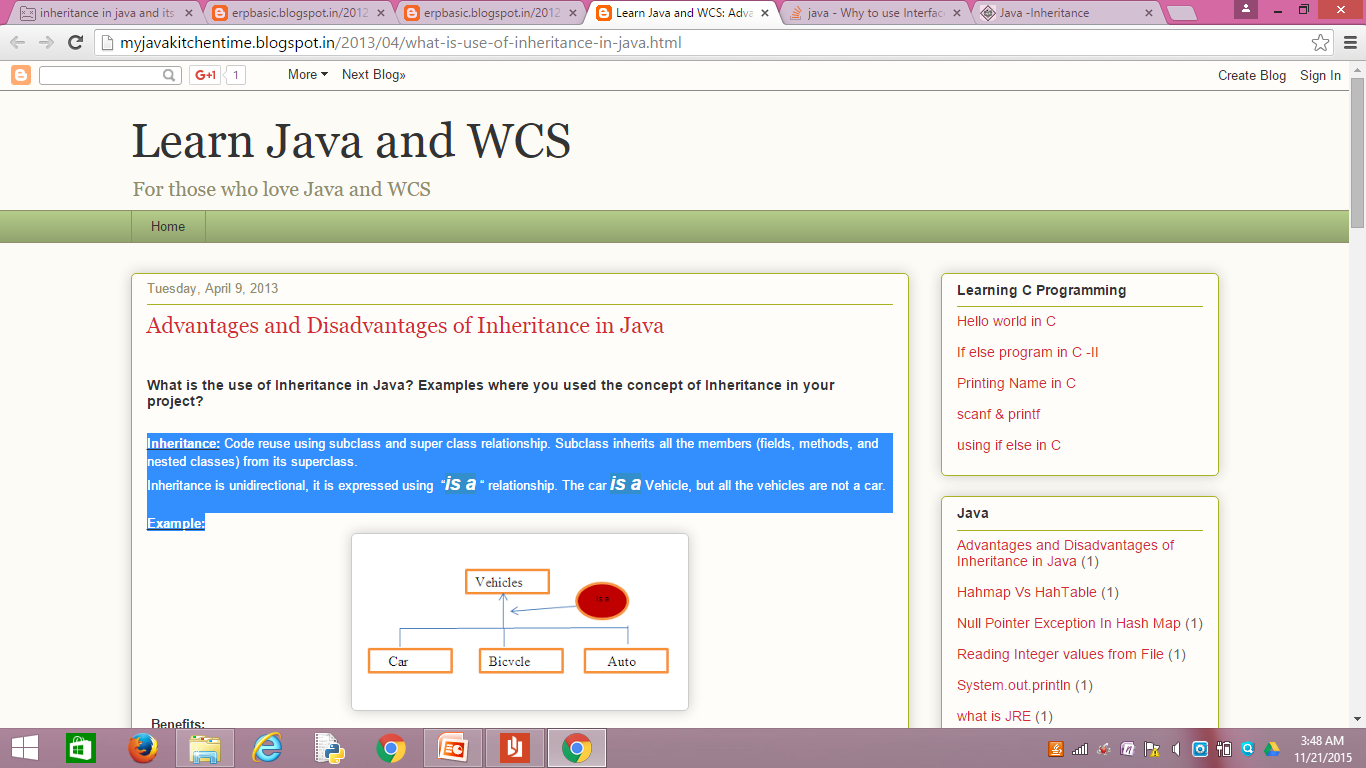 inheritance in java and its
erpbasic.blogspot.in/2012
erpbasic.blogspot.in/2012
Learn Java and WCS: Adva
java - Why to use Interfac
Java -Inheritance
myjavakitchentime.blogspot.in/2013/04/what-is-use-of-inheritance-in-java.html
G+1 1 More Next Blog»
Create Blog Sign In
Learn Java and WCS
For those who love Java and WCS
Home
Tuesday, April 9, 2013
Advantages and Disadvantages of Inheritance in Java
What is the use of Inheritance in Java? Examples where you used the concept of Inheritance in your
project?
Inheritance: Code reuse using subclass and super class relationship. Subclass inherits all the members (fields, methods, and
nested classes) from its superclass.
Inheritance is unidirectional, it is expressed using "is a " relationship. The car is a Vehicle, but all the vehicles are not a car.
Example:
Vehicles
is a
Car Bicycle Auto
Benefits:
Learning C Programming
Hello world in C
If else program in C -II
Printing Name in C
scanf & printf
using if else in C
Java
Advantages and Disadvantages of
Inheritance in Java (1)
Hahmap Vs HahTable (1)
Null Pointer Exception In Hash Map (1)
Reading Integer values from File (1)
System.out.println (1)
what is JRE (1)
3:48 AM
11/21/2015